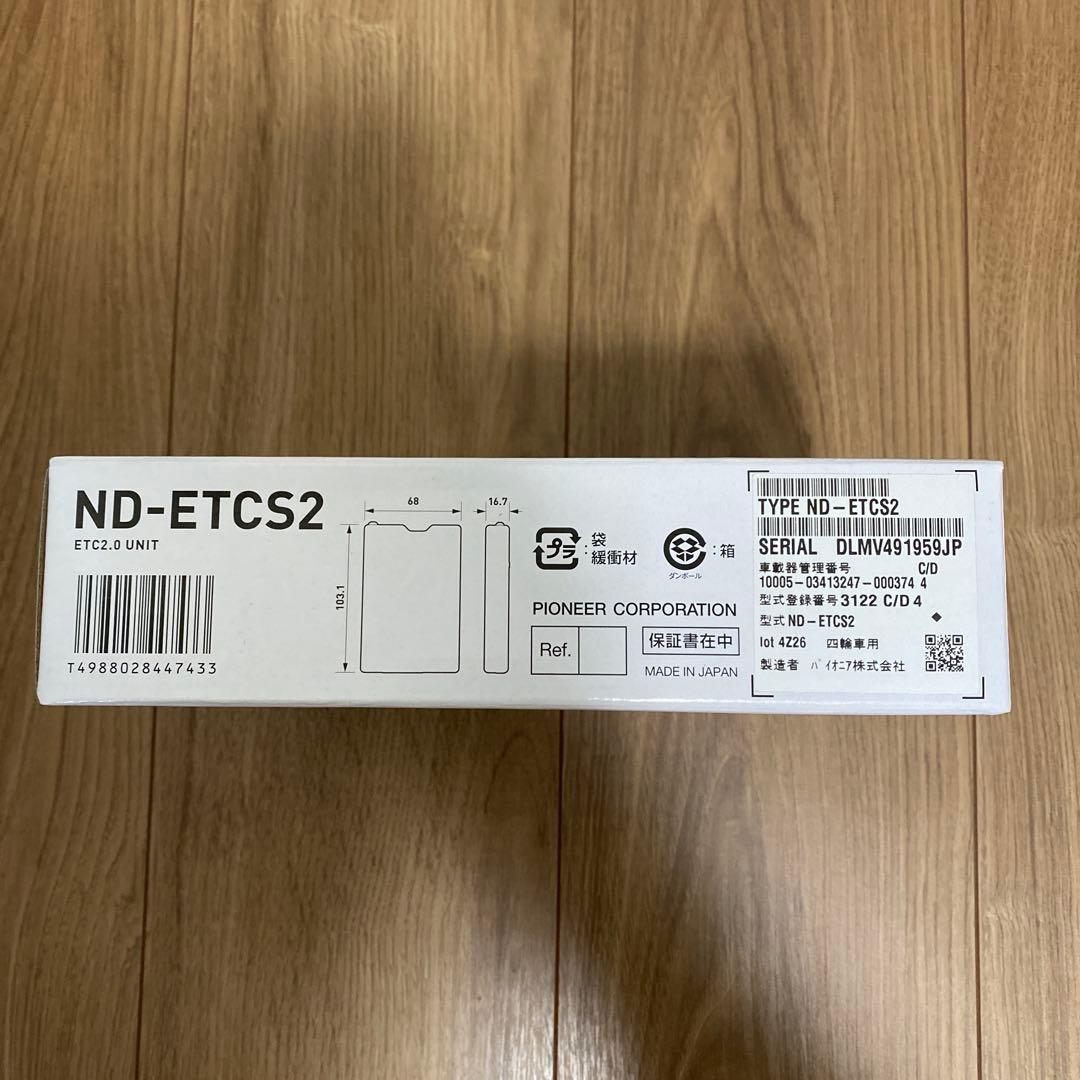 ND-ETCS2
ETC2.0 UNIT
T4988028447433
68
16.7
103.1
プラ
:袋
緩衝材
ダンボール
:箱
PIONEER CORPORATION
Ref.
保証書在中
MADE IN JAPAN
TYPE ND-ETCS2
SERIAL DLMV491959JP
車載器管理番号 C/D
10005-03413247-000374 4
型式登録番号 3122 C/D 4
型式 ND-ETCS2
lot 4Z26 四輪車用
製造者 パイオニア株式会社